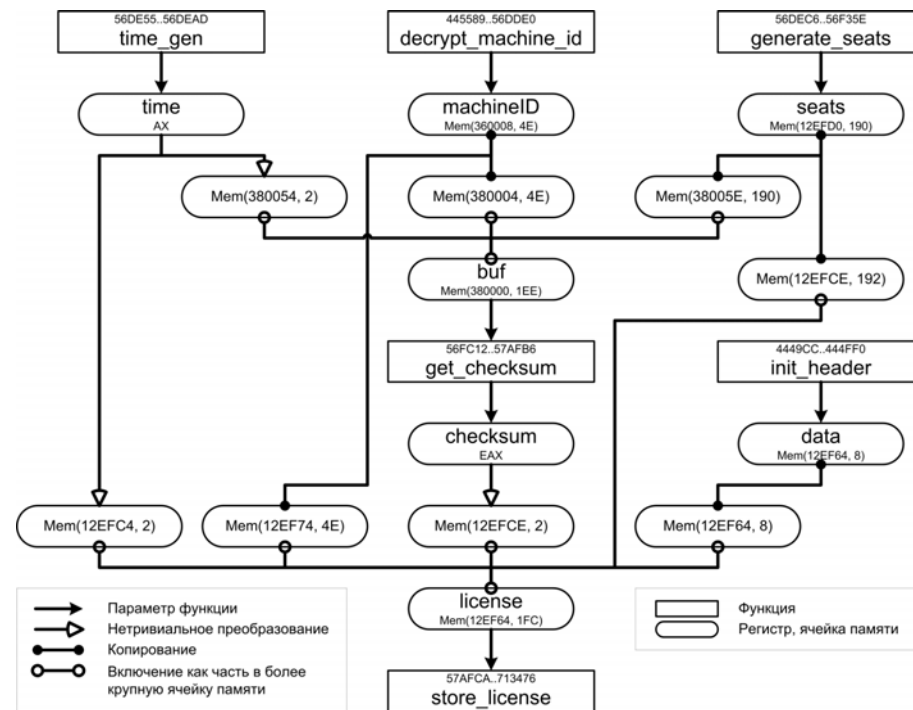 56DE55..56DEAD
time_gen
445589..56DDE0
decrypt_machine_id
56DEC6..56F35E
generate_seats
time
AX
machineID
Mem(360008, 4E)
seats
Mem(12EFD0, 190)
Mem(380054, 2)
Mem(380004, 4E)
Mem(38005E, 190)
buf
Mem(380000, 1EE)
Mem(12EFCE, 192)
56FC12..57AFB6
get_checksum
4449CC..444FF0
init_header
checksum
EAX
data
Mem(12EF64, 8)
Mem(12EFC4, 2)
Mem(12EF74, 4E)
Mem(12EFCE, 2)
Mem(12EF64, 8)
license
Mem(12EF64, 1FC)
57AFCA..713476
store_license
Параметр функции
Нетривиальное преобразование
Копирование
Включение как часть в более
крупную ячейку памяти
Функция
Регистр, ячейка памяти